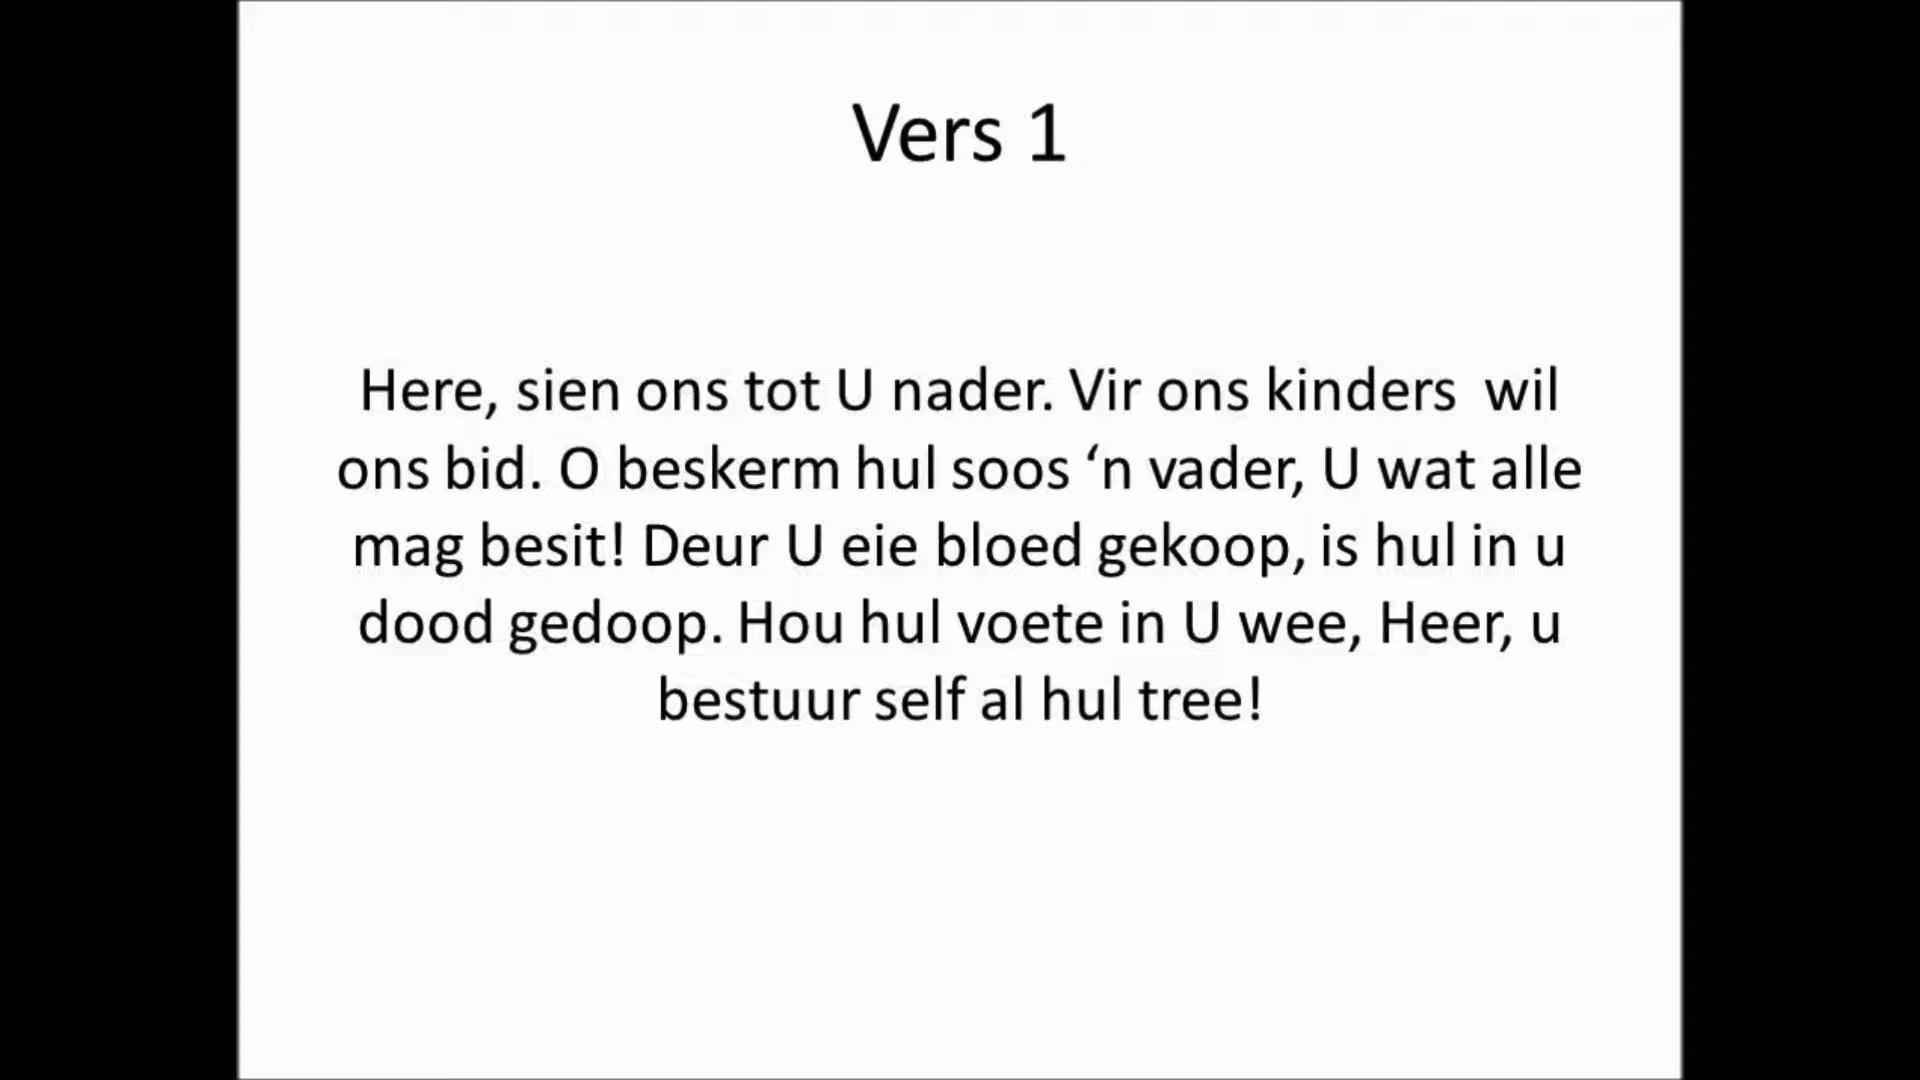 Vers 1
Here, sien ons tot U nader. Vir ons kinders  wil
ons bid. O beskerm hul soos ‘n vader, U wat alle
mag besit! Deur U eie bloed gekoop, is hul in u
dood gedoop. Hou hul voete in U wee, Heer, u
bestuur self al hul tree!